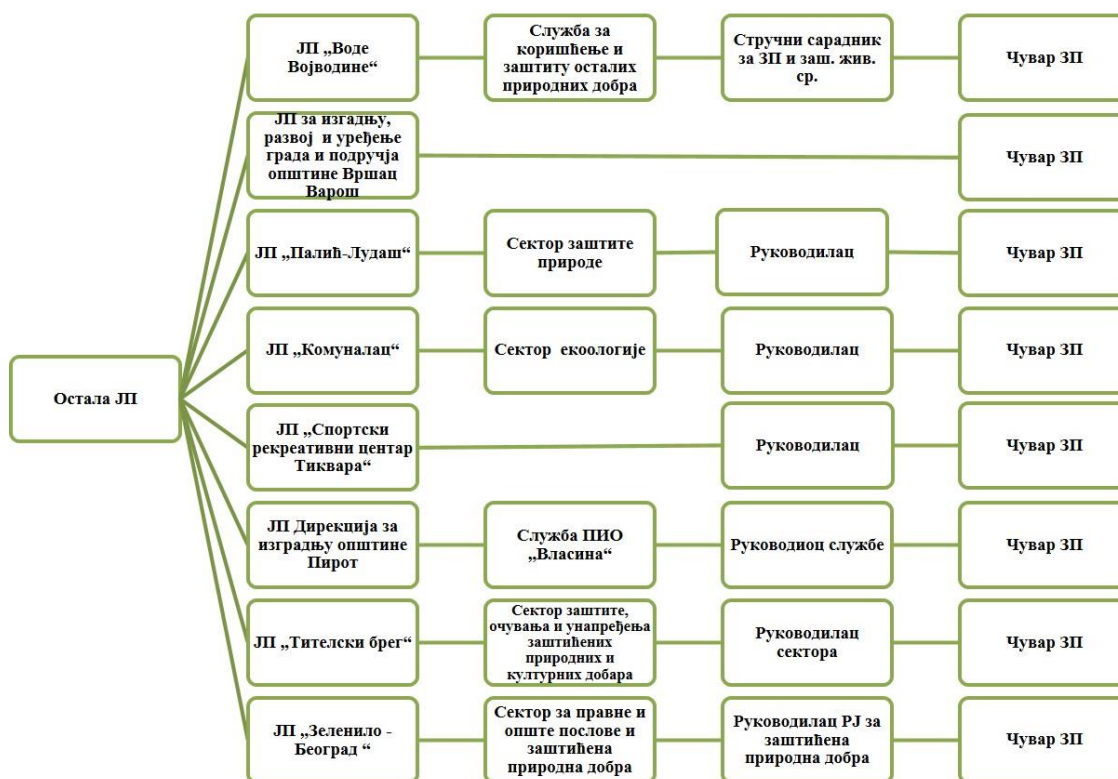 Остала ЈП
ЈП „Воде
Војводине“
Служба за
коришћење и
заштиту осталих
природних добра
Стручни сарадник
за ЗП и заш. жив.
ср.
Чувар ЗП
ЈП за изгадњу,
развој и уређење
града и подручја
општине Вршац
Варош
Чувар ЗП
ЈП „Палић-Лудаш“
Сектор заштите
природе
Руководилац
Чувар ЗП
ЈП „Комуналац“
Сектор екоологије
Руководилац
Чувар ЗП
ЈП „Спортски
рекреативни центар
Тиквара“
Руководилац
Чувар ЗП
ЈП Дирекција за
изградњу општине
Пирот
Служба ПИО
„Власина“
Руководиоц службе
Чувар ЗП
ЈП „Тителски брег“
Сектор заштите,
очувања и унапређења
заштићених
природних и
културних добара
Руководилац
сектора
Чувар ЗП
ЈП „Зеленило -
Београд “
Сектор за правне и
опште послове и
заштићена
природна добра
Руководилац РЈ за
заштићена
природна добра
Чувар ЗП